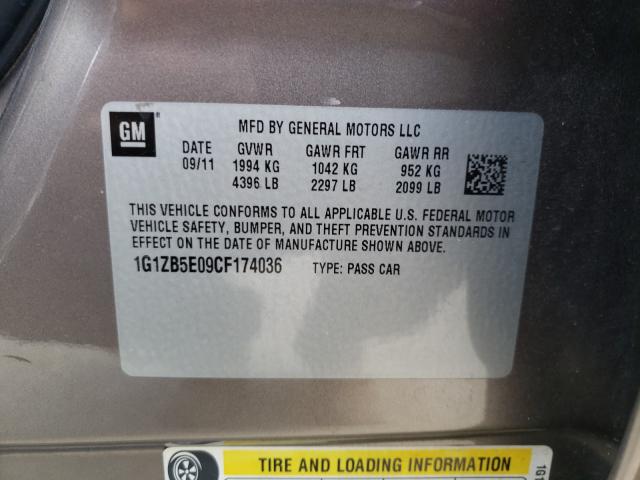 GM
MFD BY GENERAL MOTORS LLC
DATE GVWR GAWR FRT GAWR RR
09/11 1994 KG 1042 KG 952 KG
4396 LB 2297 LB 2099 LB
THIS VEHICLE CONFORMS TO ALL APPLICABLE U.S. FEDERAL MOTOR
VEHICLE SAFETY, BUMPER, AND THEFT PREVENTION STANDARDS
IN EFFECT ON THE DATE OF MANUFACTURE SHOWN ABOVE.
1G1ZB5E09CF174036 TYPE: PASS CAR
TIRE AND LOADING INFORMATION
1G1